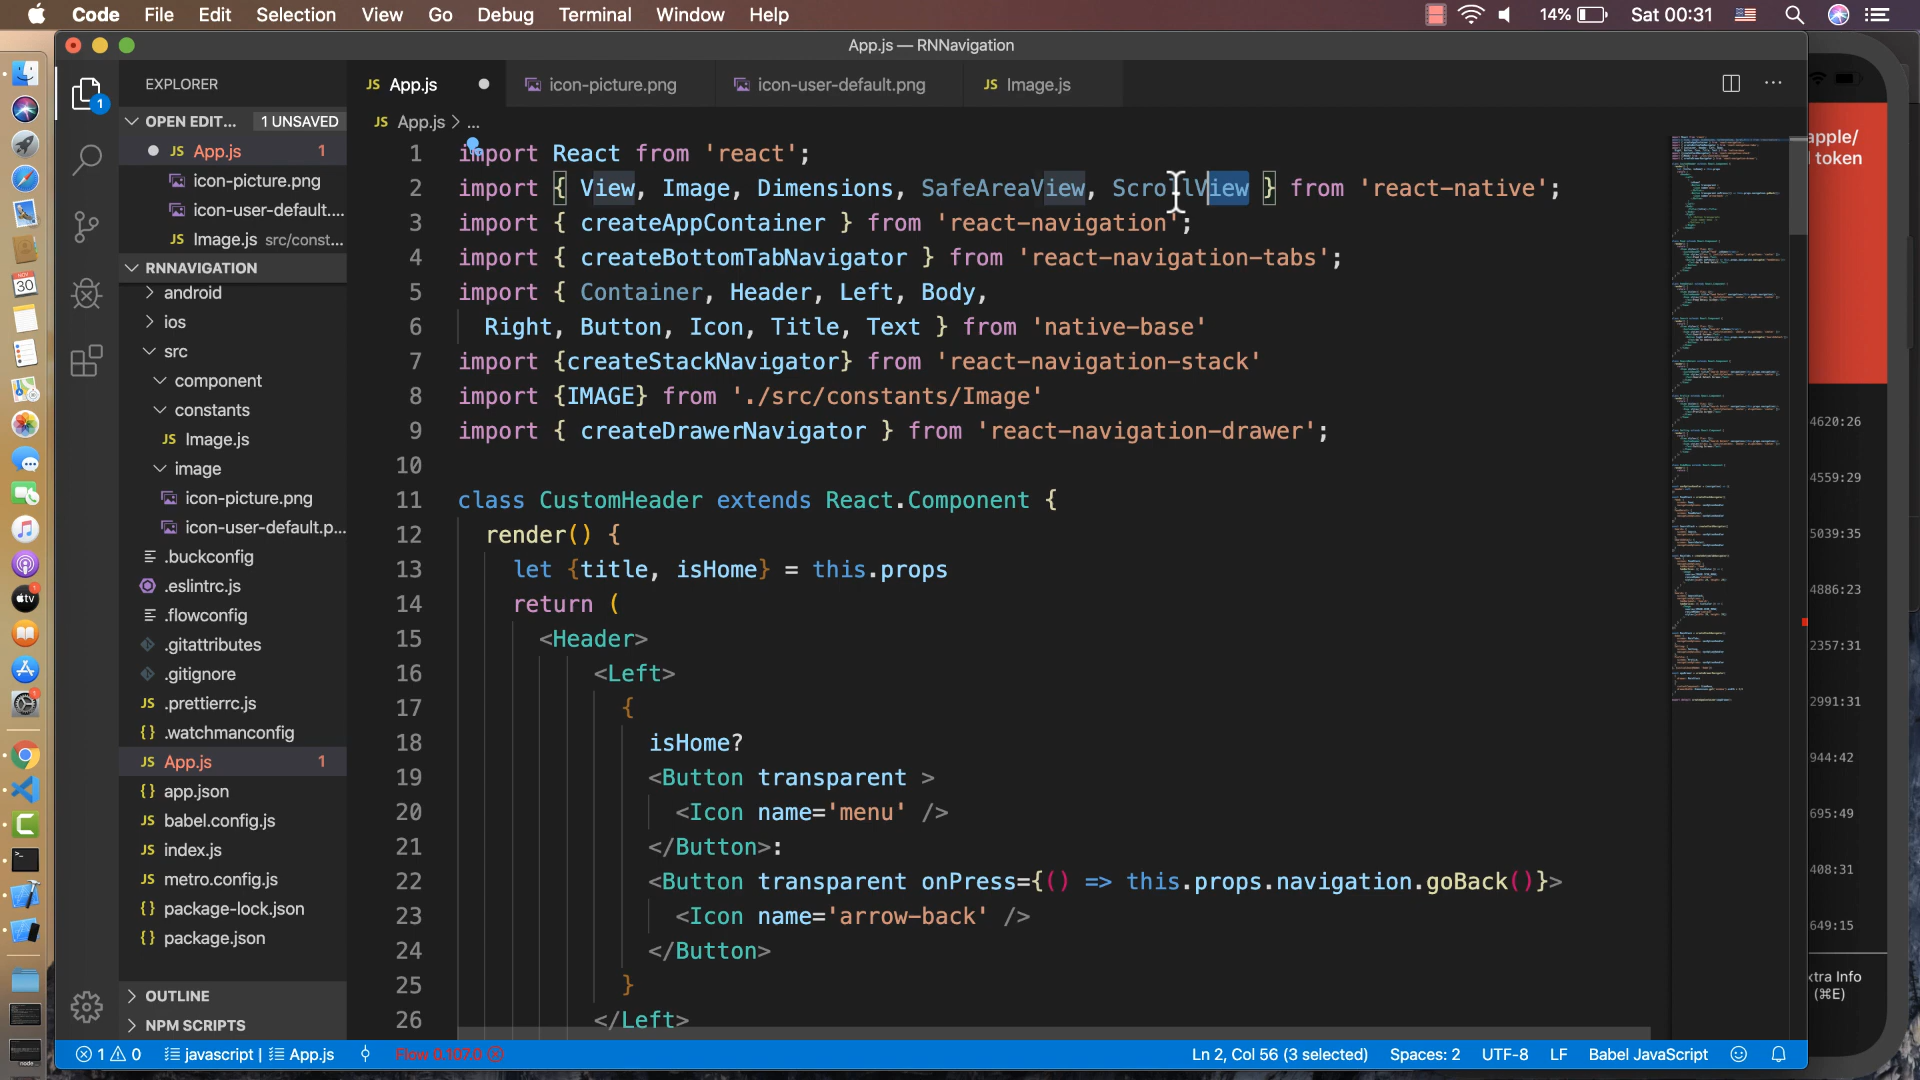 Code File Edit Selection View Go Debug Terminal Window Help
14% Sat 00:31
App.js — RNNavigation
EXPLORER
JS App.js
icon-picture.png
icon-user-default.png
JS Image.js
OPEN EDIT... 1 UNSAVED
JS App.js 1
icon-picture.png
icon-user-default....
JS Image.js src/const...
RNNAVIGATION
android
ios
src
component
constants
JS Image.js
image
icon-picture.png
icon-user-default.p...
.buckconfig
.eslintrc.js
.flowconfig
.gitattributes
.gitignore
JS .prettierrc.js
{} .watchmanconfig
JS App.js 1
{} app.json
JS babel.config.js
JS index.js
JS metro.config.js
{} package-lock.json
{} package.json
OUTLINE
NPM SCRIPTS
JS App.js > ...
1 import React from 'react';
2 import { View, Image, Dimensions, SafeAreaView, ScrollView } from 'react-native';
3 import { createAppContainer } from 'react-navigation';
4 import { createBottomTabNavigator } from 'react-navigation-tabs';
5 import { Container, Header, Left, Body,
6 Right, Button, Icon, Title, Text } from 'native-base'
7 import {createStackNavigator} from 'react-navigation-stack'
8 import {IMAGE} from './src/constants/Image'
9 import { createDrawerNavigator } from 'react-navigation-drawer';
10
11 class CustomHeader extends React.Component {
12 render() {
13 let {title, isHome} = this.props
14 return (
15 <Header>
16 <Left>
17 {
18 isHome?
19 <Button transparent >
20 <Icon name='menu' />
21 </Button>:
22 <Button transparent onPress={() => this.props.navigation.goBack()}>
23 <Icon name='arrow-back' />
24 </Button>
25 }
26 </Left>
apple/
token
4620:26
4559:29
5039:35
4886:23
2357:31
2991:31
944:42
695:49
408:31
649:15
xtra Info
(⌘E)
1 0 javascript | App.js Flow 0.107.0
Ln 2, Col 56 (3 selected) Spaces: 2 UTF-8 LF Babel JavaScript